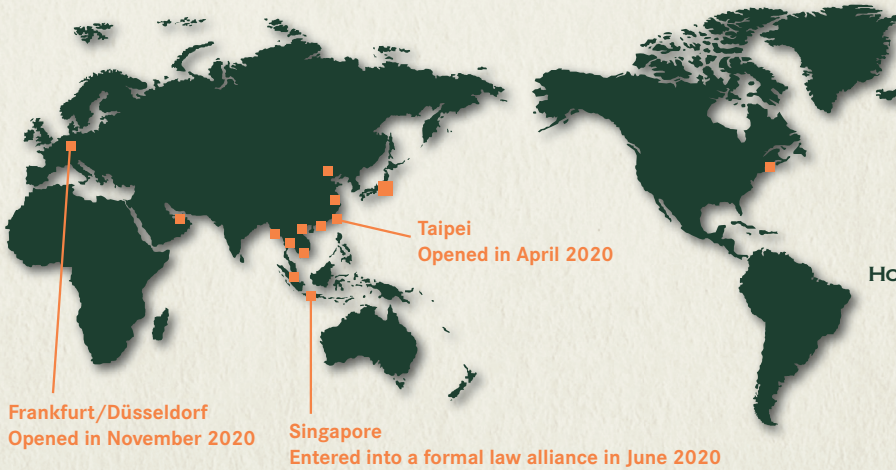 Taipei
Opened in April 2020
Frankfurt/Düsseldorf
Opened in November 2020
Singapore
Entered into a formal law alliance in June 2020